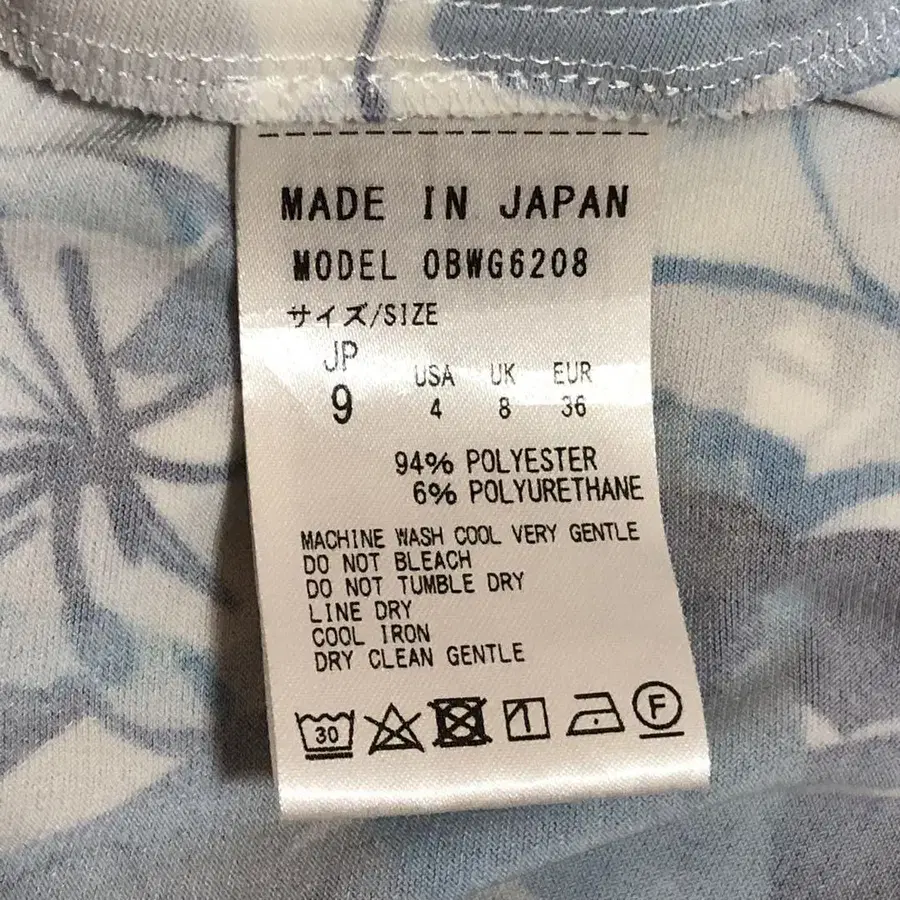 MADE IN JAPAN
MODEL OBWG6208
サイズ/SIZE
JP USA UK EUR
9 4 8 36
94% POLYESTER
6% POLYURETHANE
MACHINE WASH COOL VERY GENTLE
DO NOT BLEACH
DO NOT TUMBLE DRY
LINE DRY
COOL IRON
DRY CLEAN GENTLE
30 F